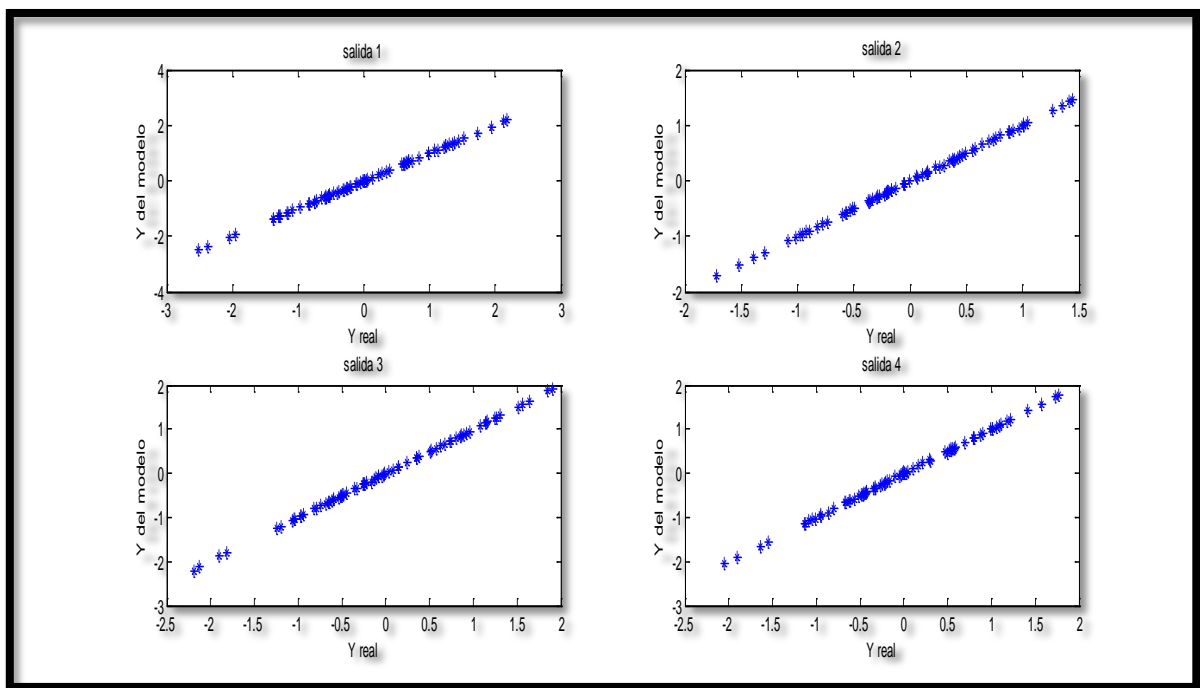 salida 1
4
2
0
-2
-4
Y del modelo
-3 -2 -1 0 1 2 3
Y real
salida 2
2
1
0
-1
-2
Y del modelo
-2 -1.5 -1 -0.5 0 0.5 1 1.5
Y real
salida 3
2
1
0
-1
-2
-3
Y del modelo
-2.5 -2 -1.5 -1 -0.5 0 0.5 1 1.5 2
Y real
salida 4
2
1
0
-1
-2
-3
Y del modelo
-2.5 -2 -1.5 -1 -0.5 0 0.5 1 1.5 2
Y real